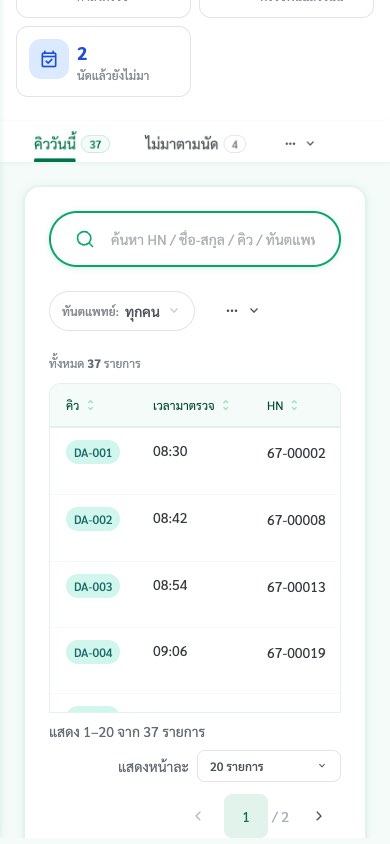 2
นัดแล้วยังไม่มา
คิววันนี้ 37 ไม่มาตามนัด 4 ...
ค้นหา HN / ชื่อ-สกุล / คิว / ทันตแพท
ทันตแพทย์: ทุกคน ...
ทั้งหมด 37 รายการ
คิว เวลามาตรวจ HN
DA-001 08:30 67-00002
DA-002 08:42 67-00008
DA-003 08:54 67-00013
DA-004 09:06 67-00019
แสดง 1–20 จาก 37 รายการ
แสดงหน้าละ 20 รายการ
1 / 2